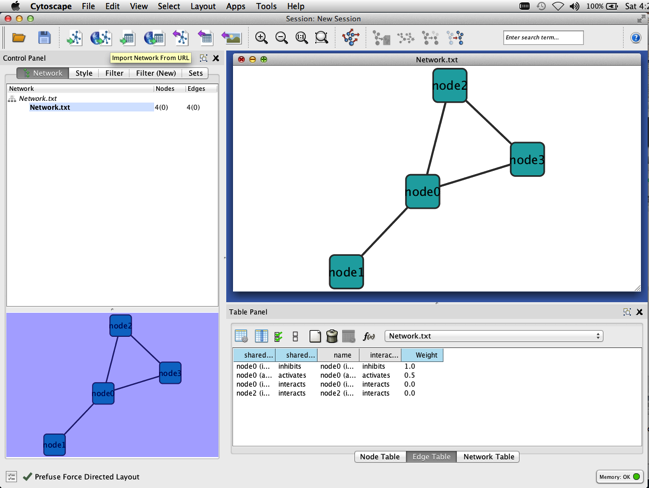 Cytoscape File Edit View Select Layout Apps Tools Help 100% Sat 4:2
Session: New Session
Enter search term...
Control Panel
Import Network From URL
Network Style Filter Filter (New) Sets
Network Nodes Edges
Network.txt
Network.txt 4(0) 4(0)
Network.txt
node2
node3
node0
node1
node2
node3
node0
node1
Table Panel
f(x) Network.txt
shared... shared... name interac... Weight
node0 (i... inhibits node0 (i... inhibits 1.0
node0 (a... activates node0 (a... activates 0.5
node0 (i... interacts node0 (i... interacts 0.0
node2 (i... interacts node2 (i... interacts 0.0
Node Table Edge Table Network Table
Prefuse Force Directed Layout
Memory: OK